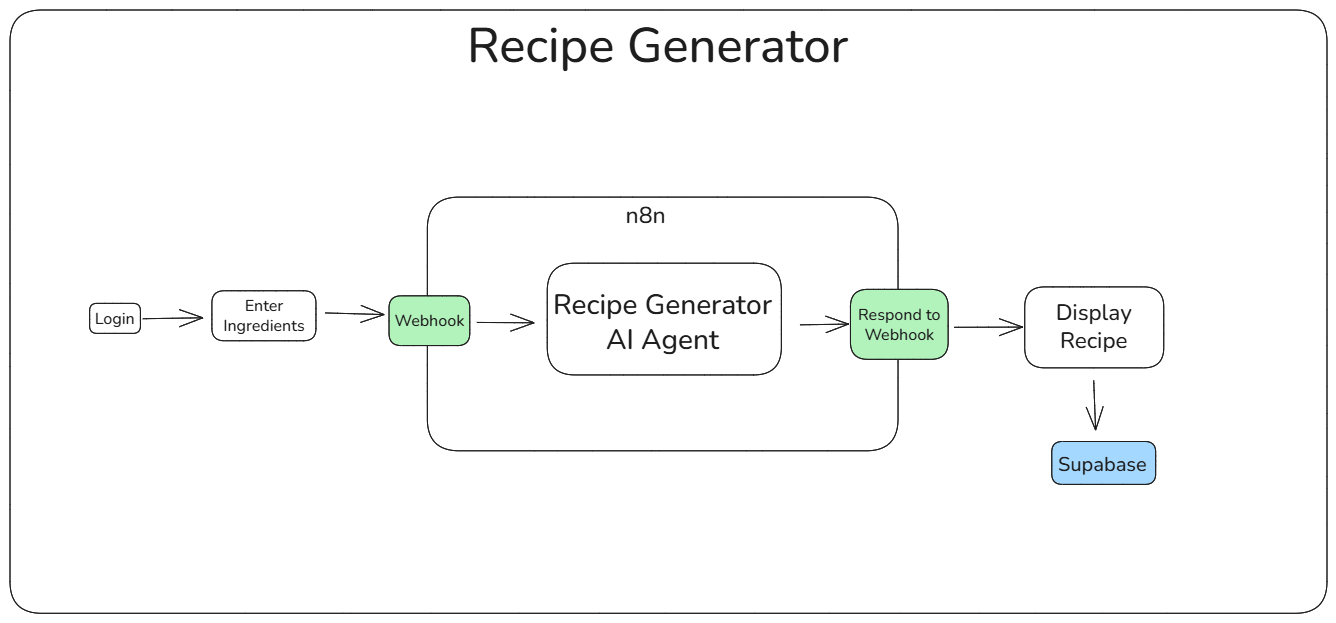 Recipe Generator
n8n
Login
Enter
Ingredients
Webhook
Recipe Generator
AI Agent
Respond to
Webhook
Display
Recipe
Supabase